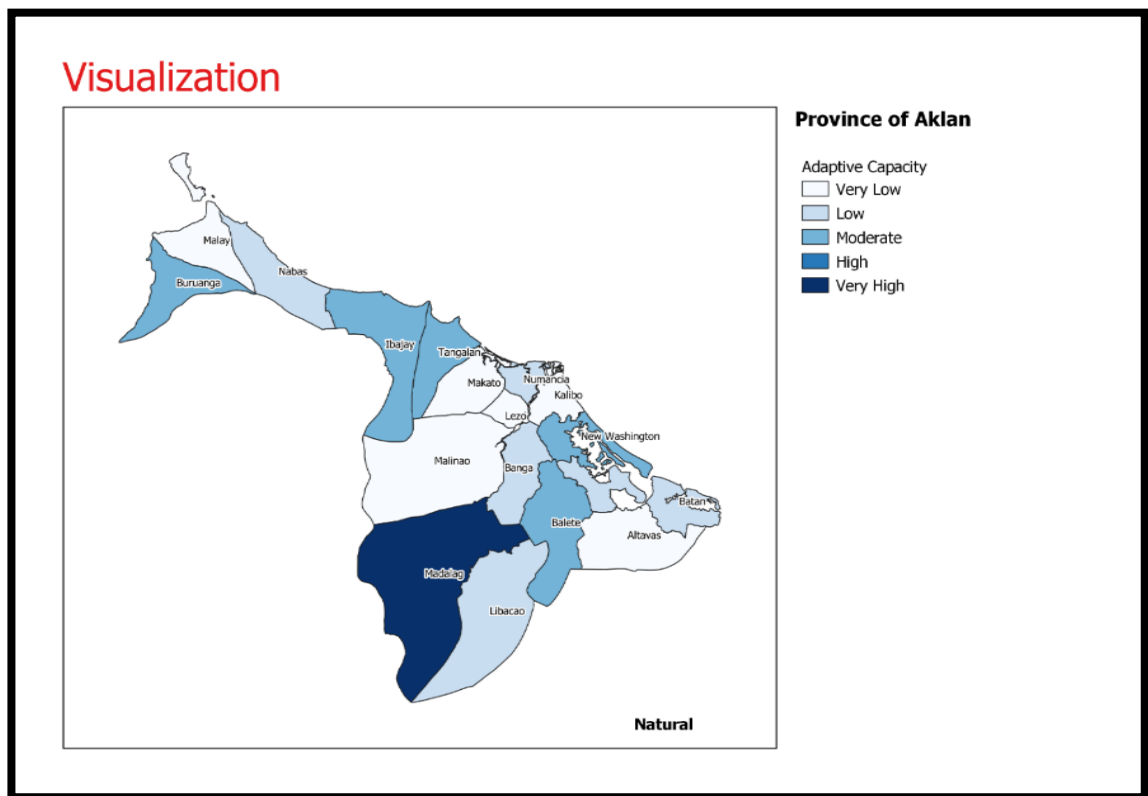 Visualization
Province of Aklan
Adaptive Capacity
Very Low
Low
Moderate
High
Very High
Malay
Nabas
Buruanga
Ibajay
Tangalan
Makato
Numancia
Kalibo
Lezo
New Washington
Malinao
Banga
Batan
Balete
Altavas
Madalag
Libacao
Natural